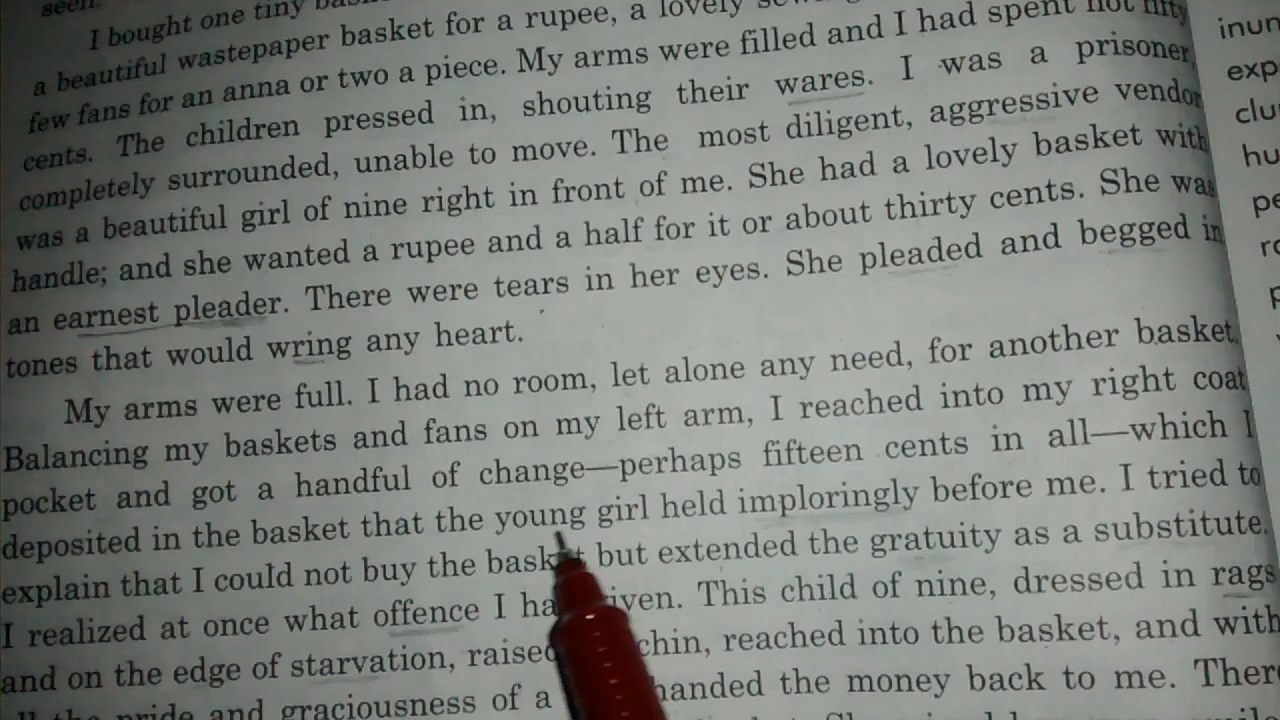 seen.
I bought one tiny
a beautiful wastepaper basket for a rupee, a lovely
few fans for an anna or two a piece. My arms were filled and I had spent not fifty
cents. The children pressed in, shouting their wares. I was a prisoner,
completely surrounded, unable to move. The most diligent, aggressive vendor
was a beautiful girl of nine right in front of me. She had a lovely basket with
handle; and she wanted a rupee and a half for it or about thirty cents. She was
an earnest pleader. There were tears in her eyes. She pleaded and begged in
tones that would wring any heart.
My arms were full. I had no room, let alone any need, for another basket.
Balancing my baskets and fans on my left arm, I reached into my right coat
pocket and got a handful of change—perhaps fifteen cents in all—which I
deposited in the basket that the young girl held imploringly before me. I tried to
explain that I could not buy the basket but extended the gratuity as a substitute.
I realized at once what offence I ha iven. This child of nine, dressed in rags
and on the edge of starvation, raised chin, reached into the basket, and with
pride and graciousness of a handed the money back to me. There